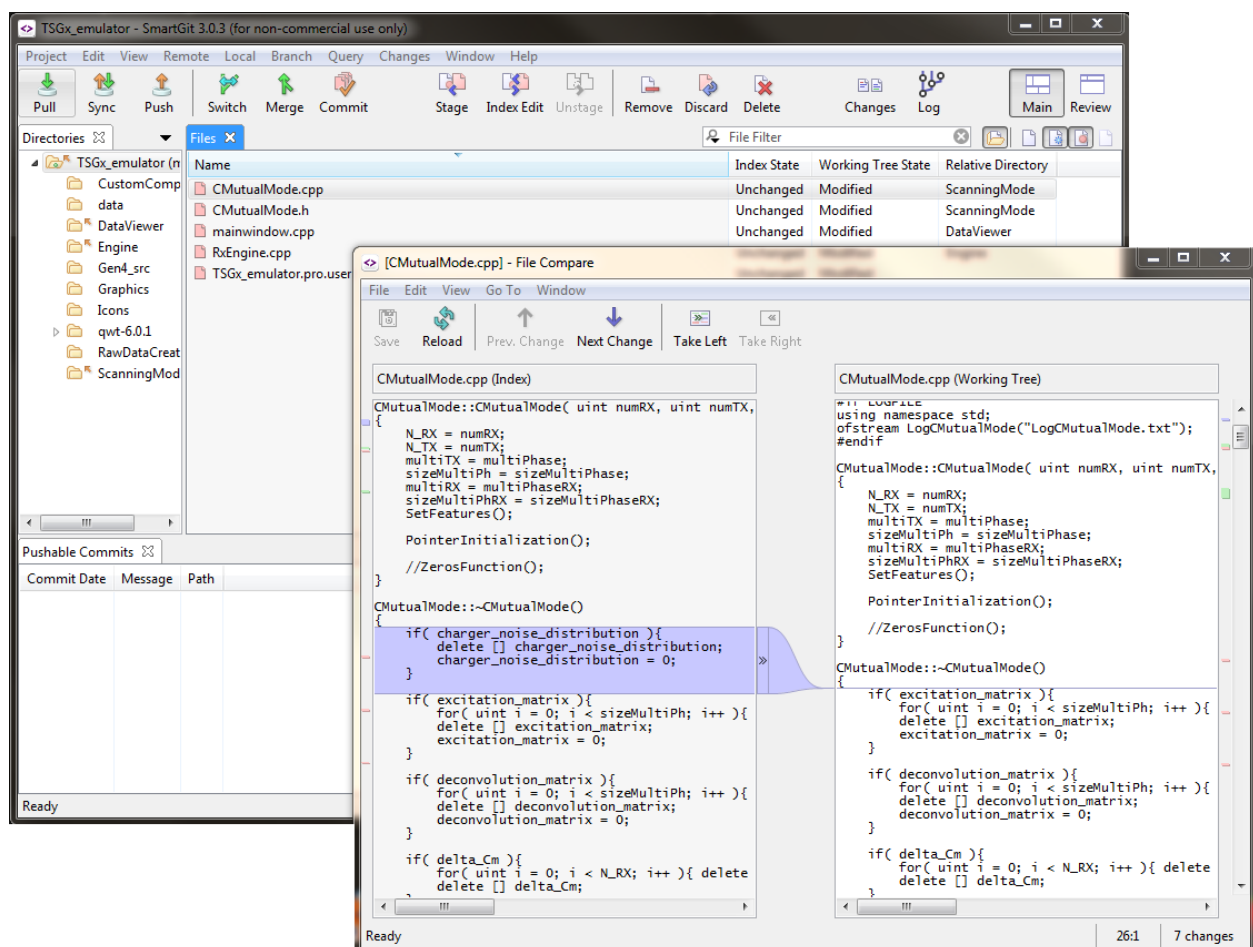 TSGx_emulator - SmartGit 3.0.3 (for non-commercial use only)
Project Edit View Remote Local Branch Query Changes Window Help
Pull Sync Push Switch Merge Commit Stage Index Edit Unstage Remove Discard Delete Changes Log Main Review
Directories
Files
File Filter
TSGx_emulator (m
CustomComp
data
DataViewer
Engine
Gen4_src
Graphics
Icons
qwt-6.0.1
RawDataCreat
ScanningMod
Name Index State Working Tree State Relative Directory
CMutualMode.cpp Unchanged Modified ScanningMode
CMutualMode.h Unchanged Modified ScanningMode
mainwindow.cpp Unchanged Modified DataViewer
RxEngine.cpp
TSGx_emulator.pro.user
Pushable Commits
Commit Date Message Path
Ready
[CMutualMode.cpp] - File Compare
File Edit View Go To Window
Save Reload Prev. Change Next Change Take Left Take Right
CMutualMode.cpp (Index)
CMutualMode::CMutualMode( uint numRX, uint numTX,
{
N_RX = numRX;
N_TX = numTX;
multiTX = multiPhase;
sizeMultiPh = sizeMultiPhase;
multiRX = multiPhaseRX;
sizeMultiPhRX = sizeMultiPhaseRX;
SetFeatures();
PointerInitialization();
//ZerosFunction();
}
CMutualMode::~CMutualMode()
{
if( charger_noise_distribution ){
delete [] charger_noise_distribution;
charger_noise_distribution = 0;
}
if( excitation_matrix ){
for( uint i = 0; i < sizeMultiPh; i++ ){
delete [] excitation_matrix;
excitation_matrix = 0;
}
if( deconvolution_matrix ){
for( uint i = 0; i < sizeMultiPh; i++ ){
delete [] deconvolution_matrix;
deconvolution_matrix = 0;
}
if( delta_Cm ){
for( uint i = 0; i < N_RX; i++ ){ delete
delete [] delta_Cm;
CMutualMode.cpp (Working Tree)
#if LOGFILE
using namespace std;
ofstream LogCMutualMode("LogCMutualMode.txt");
#endif
CMutualMode::CMutualMode( uint numRX, uint numTX,
{
N_RX = numRX;
N_TX = numTX;
multiTX = multiPhase;
sizeMultiPh = sizeMultiPhase;
multiRX = multiPhaseRX;
sizeMultiPhRX = sizeMultiPhaseRX;
SetFeatures();
PointerInitialization();
//ZerosFunction();
}
CMutualMode::~CMutualMode()
{
if( excitation_matrix ){
for( uint i = 0; i < sizeMultiPh; i++ ){
delete [] excitation_matrix;
excitation_matrix = 0;
}
if( deconvolution_matrix ){
for( uint i = 0; i < sizeMultiPh; i++ ){
delete [] deconvolution_matrix;
deconvolution_matrix = 0;
}
if( delta_Cm ){
for( uint i = 0; i < N_RX; i++ ){ delete
delete [] delta_Cm;
}
Ready
26:1
7 changes